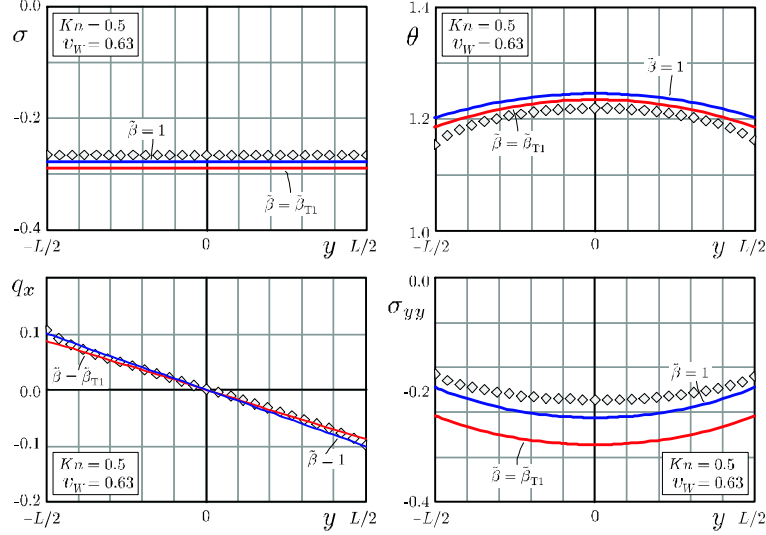 0.0
σ
Kn = 0.5
v_W = 0.63
-0.2
β̃ = 1
β̃ = β̃_T1
-0.4
-L/2
0
y
L/2
1.4
θ
Kn = 0.5
v_W − 0.63
β̃ = 1
1.2
β̃ = β̃_T1
1.0
-L/2
0
y
L/2
q_x
0.1
β̃ − β̃_T1
0.0
-0.1
β̃ − 1
Kn = 0.5
v_W = 0.63
-0.2
-L/2
0
y
L/2
0.0
σ_yy
β̃ = 1
-0.2
β̃ = β̃_T1
Kn = 0.5
v_W = 0.63
-0.4
-L/2
0
y
L/2